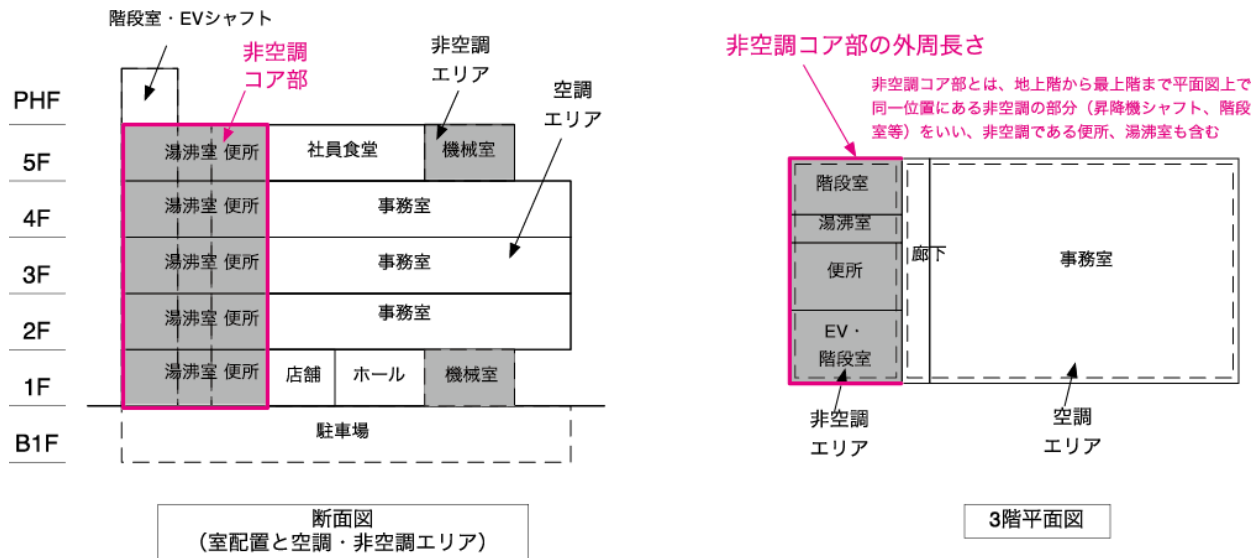 階段室・EVシャフト
非空調
コア部
非空調
エリア
空調
エリア
PHF
5F
湯沸室 便所
社員食堂
機械室
4F
湯沸室 便所
事務室
3F
湯沸室 便所
事務室
2F
湯沸室 便所
事務室
1F
湯沸室 便所
店舗
ホール
機械室
B1F
駐車場
断面図
(室配置と空調・非空調エリア)
非空調コア部の外周長さ
非空調コア部とは、地上階から最上階まで平面図上で
同一位置にある非空調の部分(昇降機シャフト、階段
室等)をいい、非空調である便所、湯沸室も含む
階段室
湯沸室
便所
EV・
階段室
廊下
事務室
非空調
エリア
空調
エリア
3階平面図